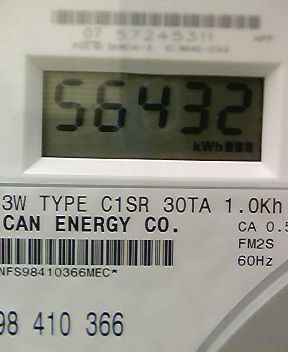 07 57245311
56432
kWh
3W TYPE C1SR 30TA 1.0Kh
CAN ENERGY CO.
CA 0.5
FM2S
60Hz
NFS98410366MEC*
98 410 366